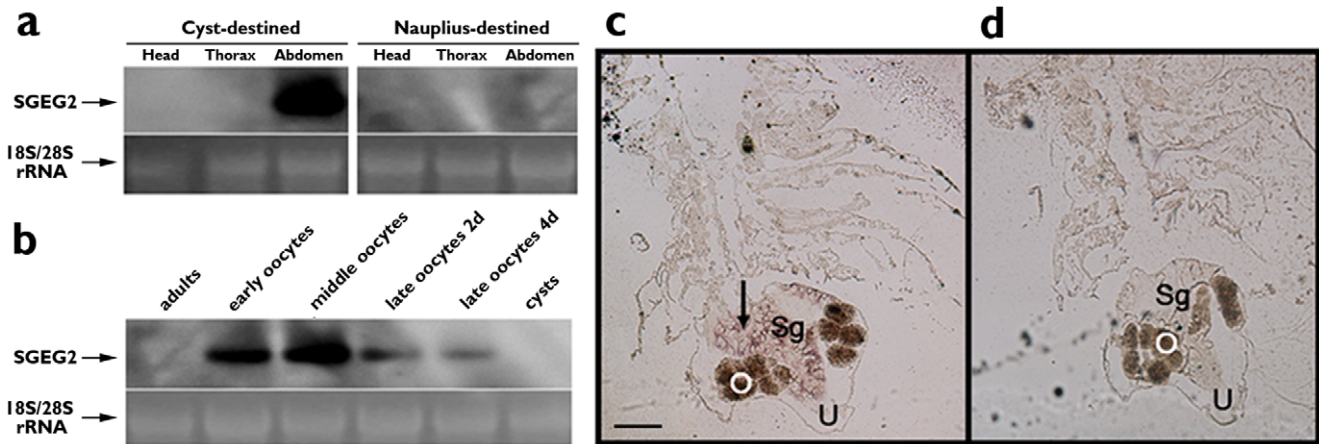 a
Cyst-destined
Nauplius-destined
Head Thorax Abdomen
Head Thorax Abdomen
SGEG2
18S/28S
rRNA
b
adults
early oocytes
middle oocytes
late oocytes 2d
late oocytes 4d
cysts
SGEG2
18S/28S
rRNA
c
Sg
O
U
d
Sg
O
U